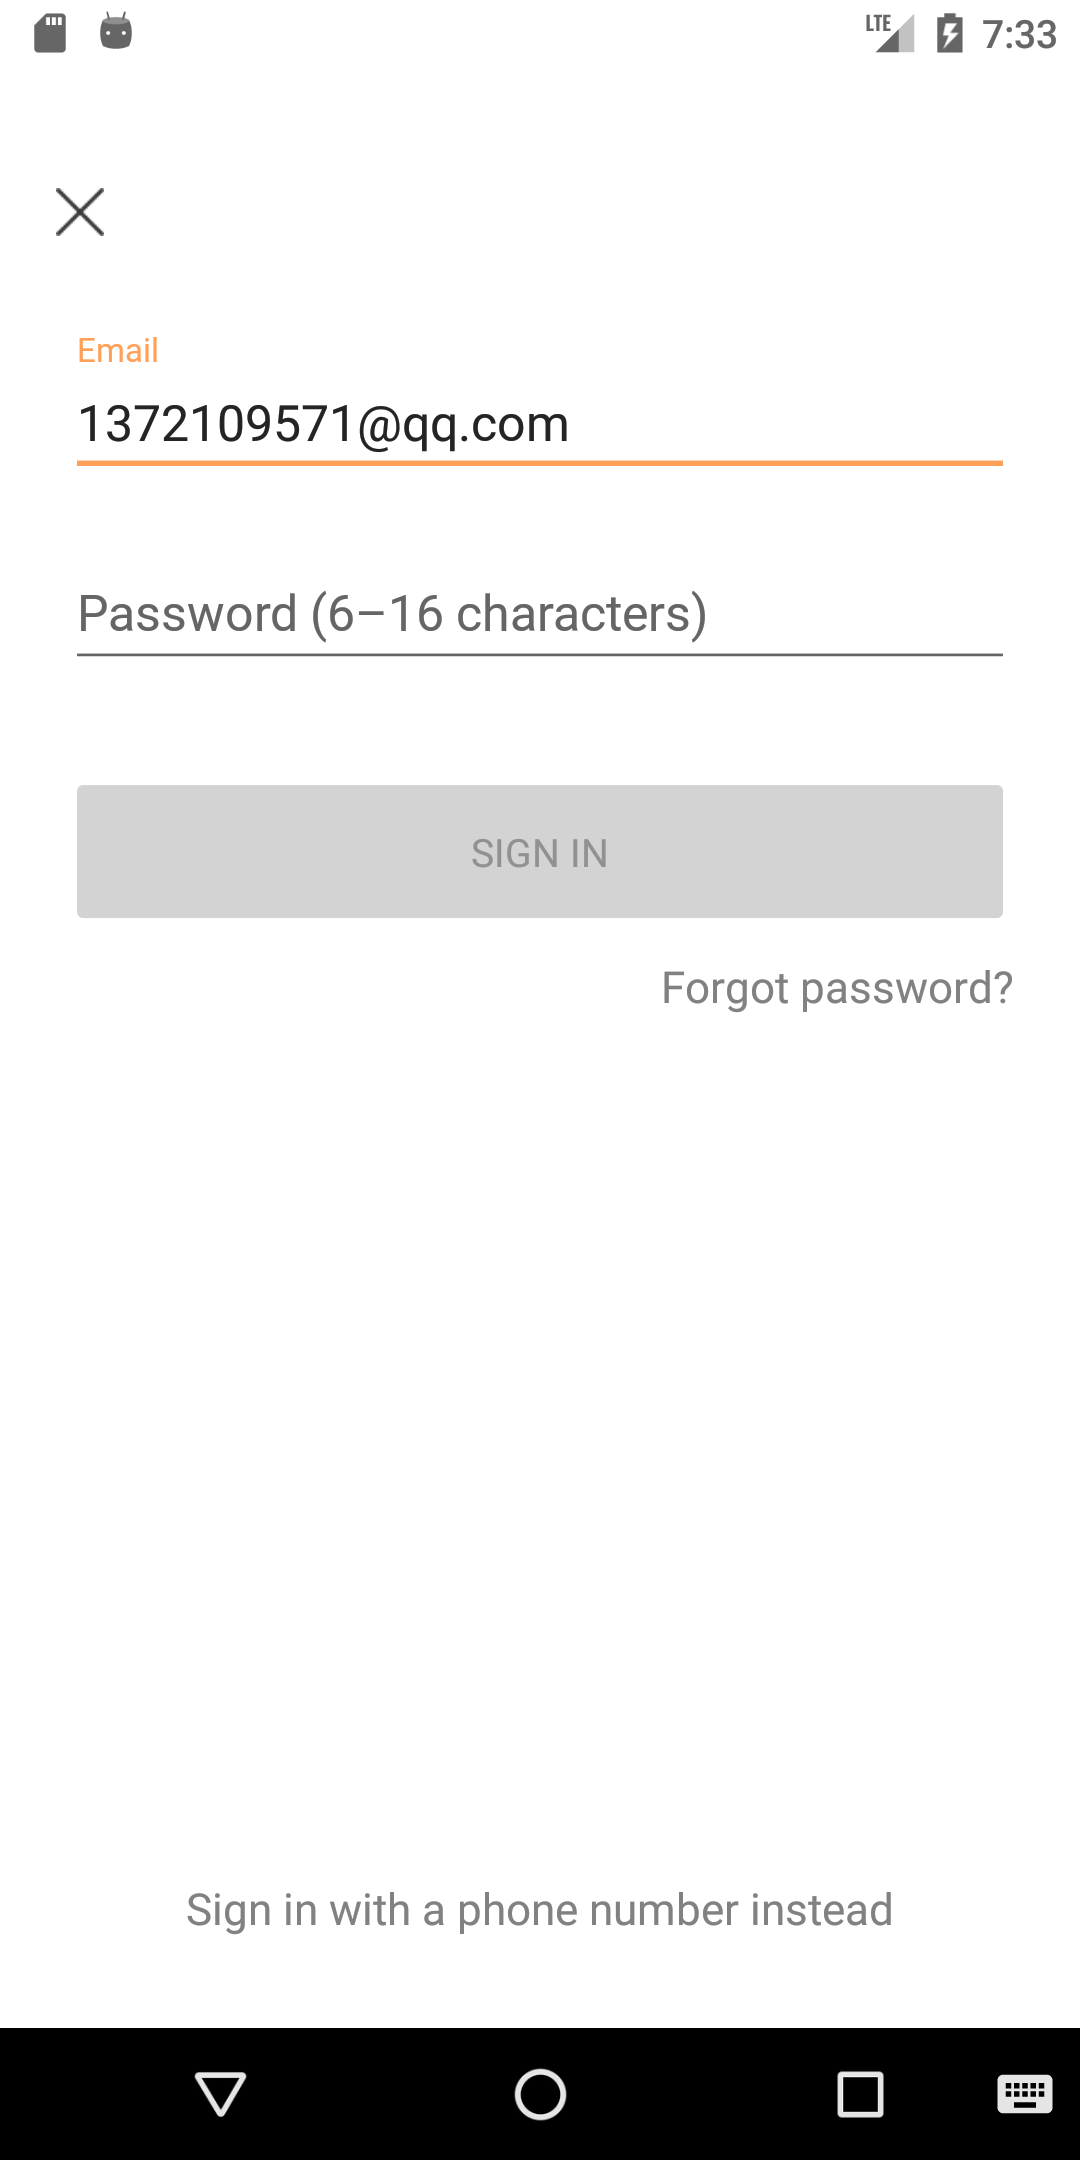 LTE 7:33
Email
1372109571@qq.com
Password (6–16 characters)
SIGN IN
Forgot password?
Sign in with a phone number instead